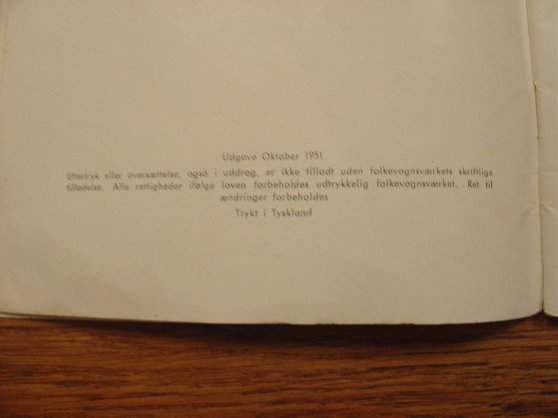 Udgave Oktober 1951
Eftertryk eller oversættelse, også i uddrag, er ikke tilladt uden folkevognsværkets skriftlige
tilladelse. Alle rettigheder ifølge loven forbeholdes udtrykkelig folkevognsværket. Ret til
ændringer forbeholdes
Trykt i Tyskland